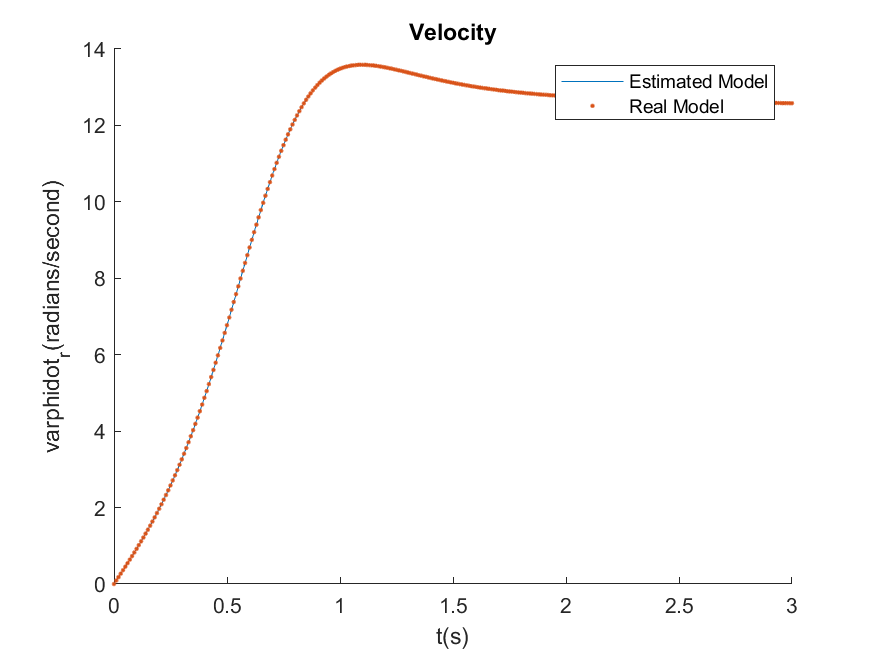 Velocity
14
12
10
8
6
4
2
0
varphidot_r(radians/second)
Estimated Model
Real Model
0 0.5 1 1.5 2 2.5 3
t(s)